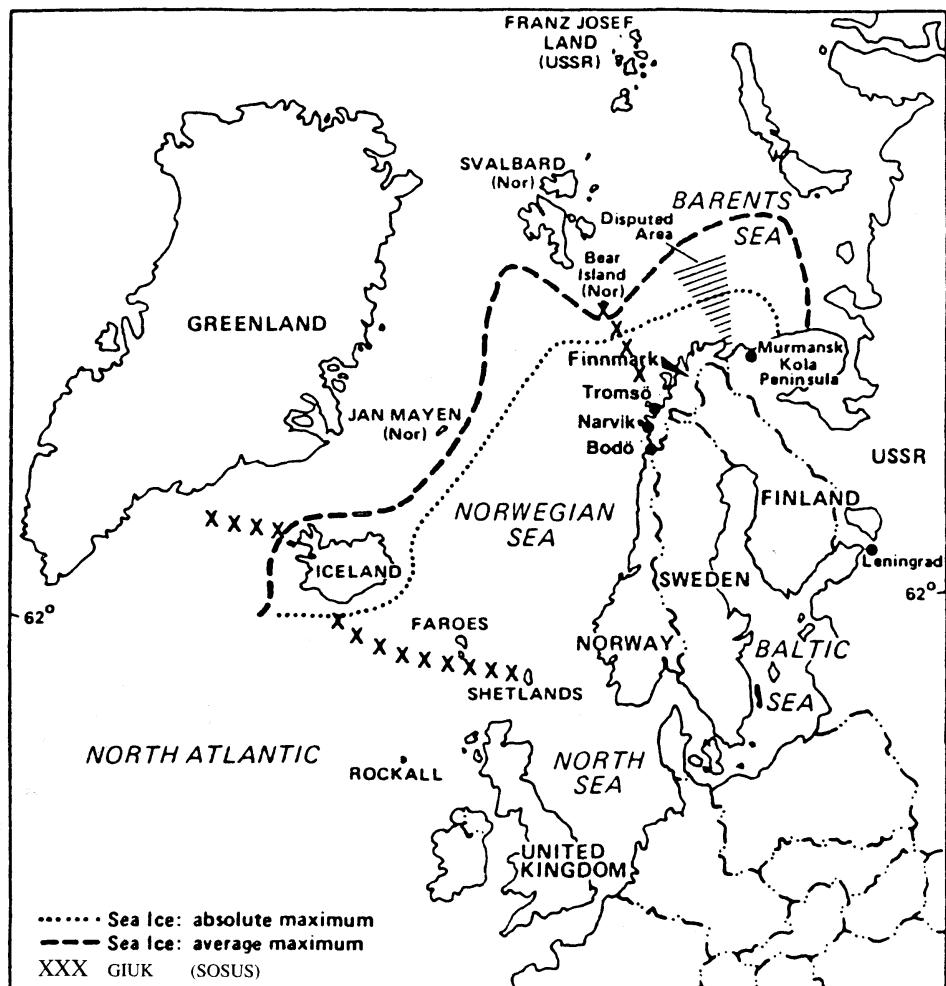 FRANZ JOSEF
LAND
(USSR)
SVALBARD
(Nor)
BARENTS
SEA
Disputed
Area
Bear
Island
(Nor)
GREENLAND
Finnmark
Murmansk
Kola
Peninsula
Tromsö
JAN MAYEN
(Nor)
Narvik
Bodö
USSR
NORWEGIAN
SEA
FINLAND
ICELAND
Leningrad
SWEDEN
62°
62°
FAROES
NORWAY
BALTIC
SEA
SHETLANDS
NORTH ATLANTIC
ROCKALL
NORTH
SEA
UNITED
KINGDOM
Sea Ice: absolute maximum
Sea Ice: average maximum
XXX GIUK (SOSUS)